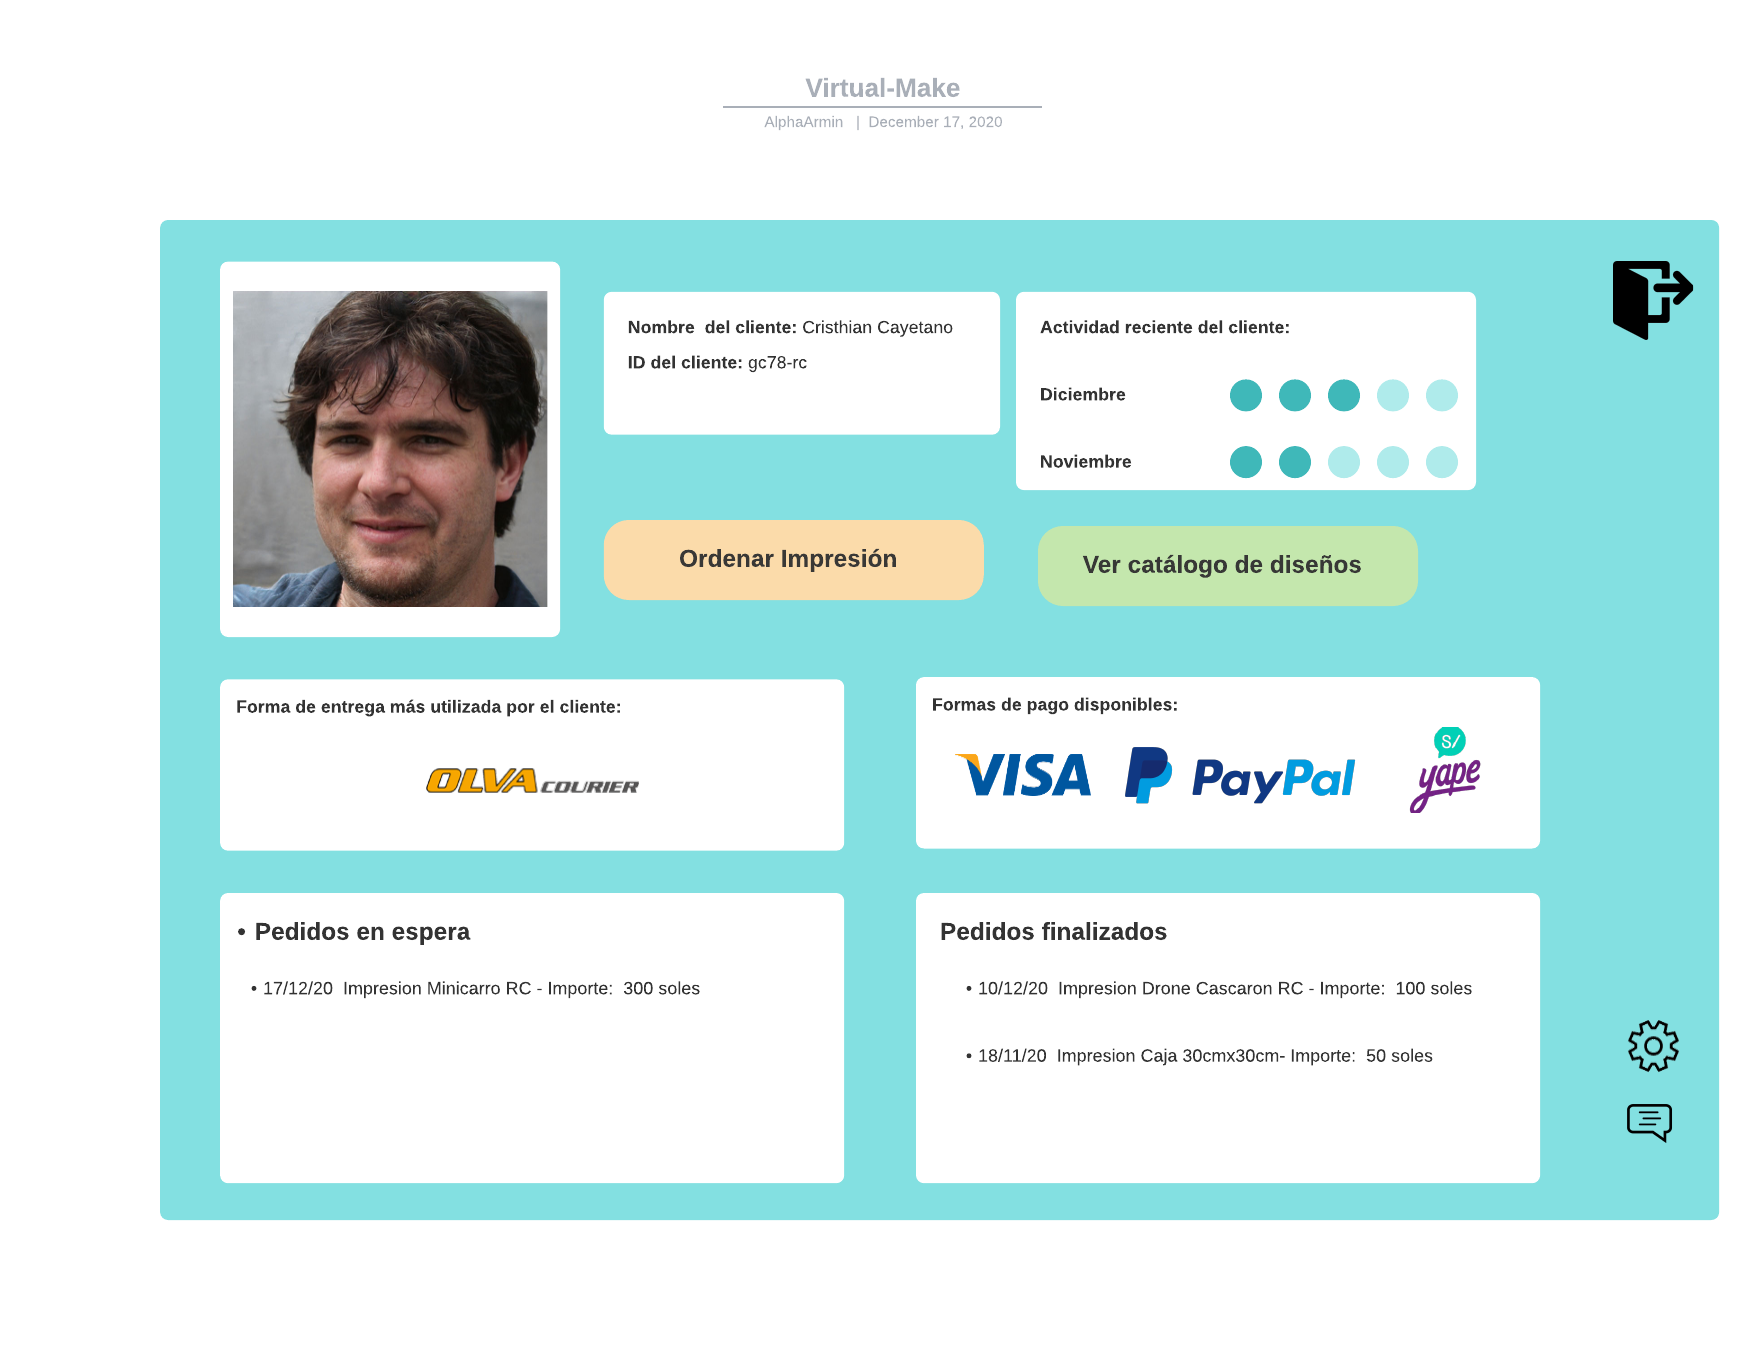 Virtual-Make
AlphaArmin | December 17, 2020
Nombre  del cliente: Cristhian Cayetano
ID del cliente: gc78-rc
Actividad reciente del cliente:
Diciembre
Noviembre
Ordenar Impresión
Ver catálogo de diseños
Forma de entrega más utilizada por el cliente:
OLVA COURIER
Formas de pago disponibles:
VISA
P PayPal
S/
yape
• Pedidos en espera
• 17/12/20  Impresion Minicarro RC - Importe:  300 soles
Pedidos finalizados
• 10/12/20  Impresion Drone Cascaron RC - Importe:  100 soles
• 18/11/20  Impresion Caja 30cmx30cm- Importe:  50 soles